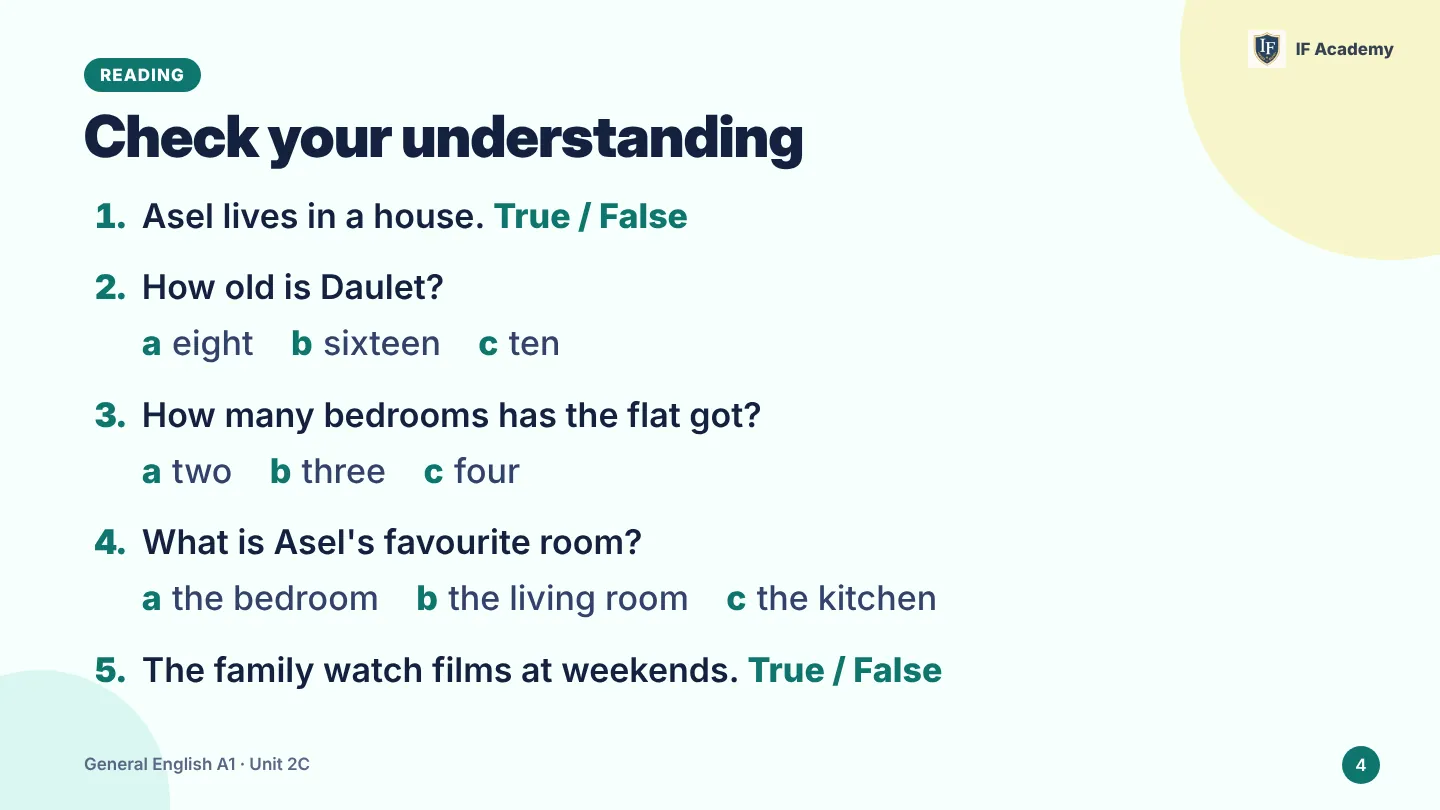 IF IF Academy
READING
Check your understanding
1. Asel lives in a house. True / False
2. How old is Daulet?
a eight b sixteen c ten
3. How many bedrooms has the flat got?
a two b three c four
4. What is Asel's favourite room?
a the bedroom b the living room c the kitchen
5. The family watch films at weekends. True / False
General English A1 · Unit 2C
4